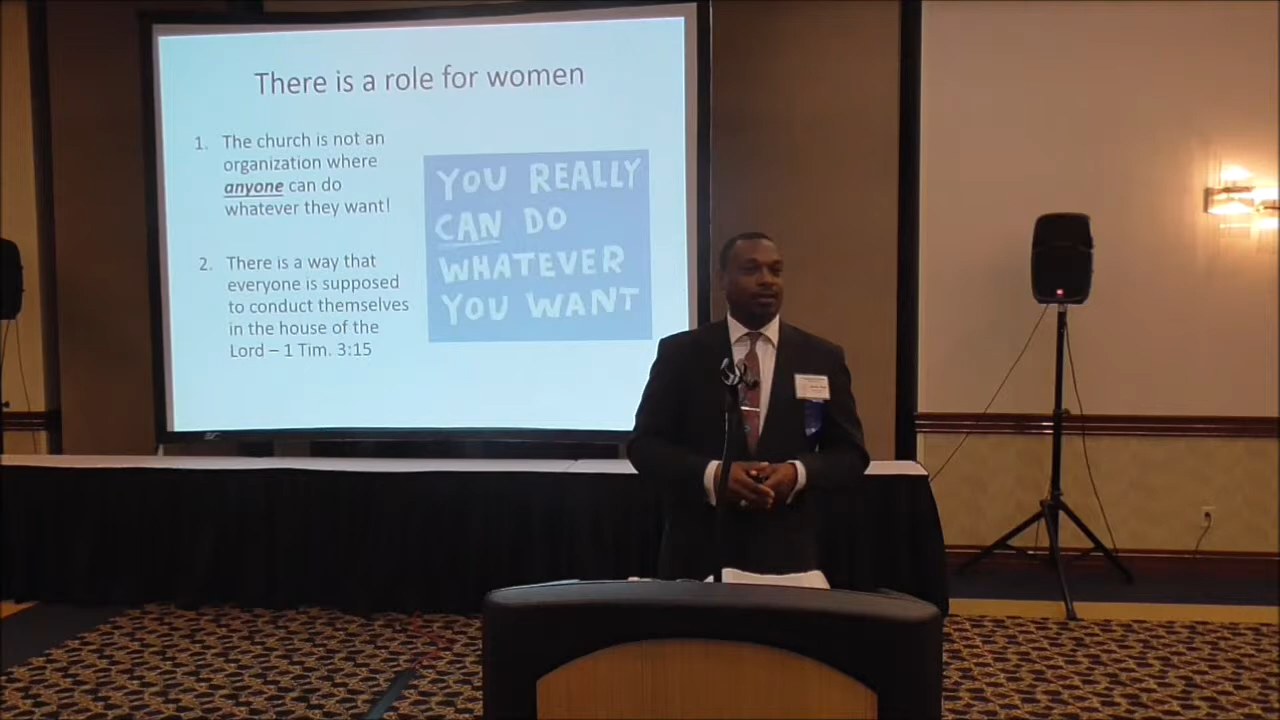 There is a role for women
1. The church is not an
organization where
anyone can do
whatever they want!
2. There is a way that
everyone is supposed
to conduct themselves
in the house of the
Lord – 1 Tim. 3:15
YOU REALLY
CAN DO
WHATEVER
YOU WANT